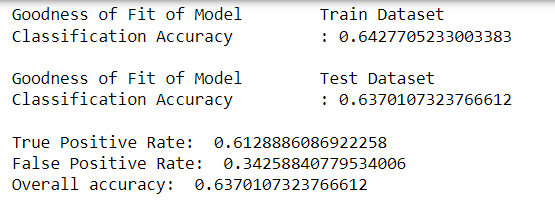 Goodness of Fit of Model Train Dataset
Classification Accuracy : 0.6427705233003383
Goodness of Fit of Model Test Dataset
Classification Accuracy : 0.6370107323766612
True Positive Rate: 0.6128886086922258
False Positive Rate: 0.34258840779534006
Overall accuracy: 0.6370107323766612